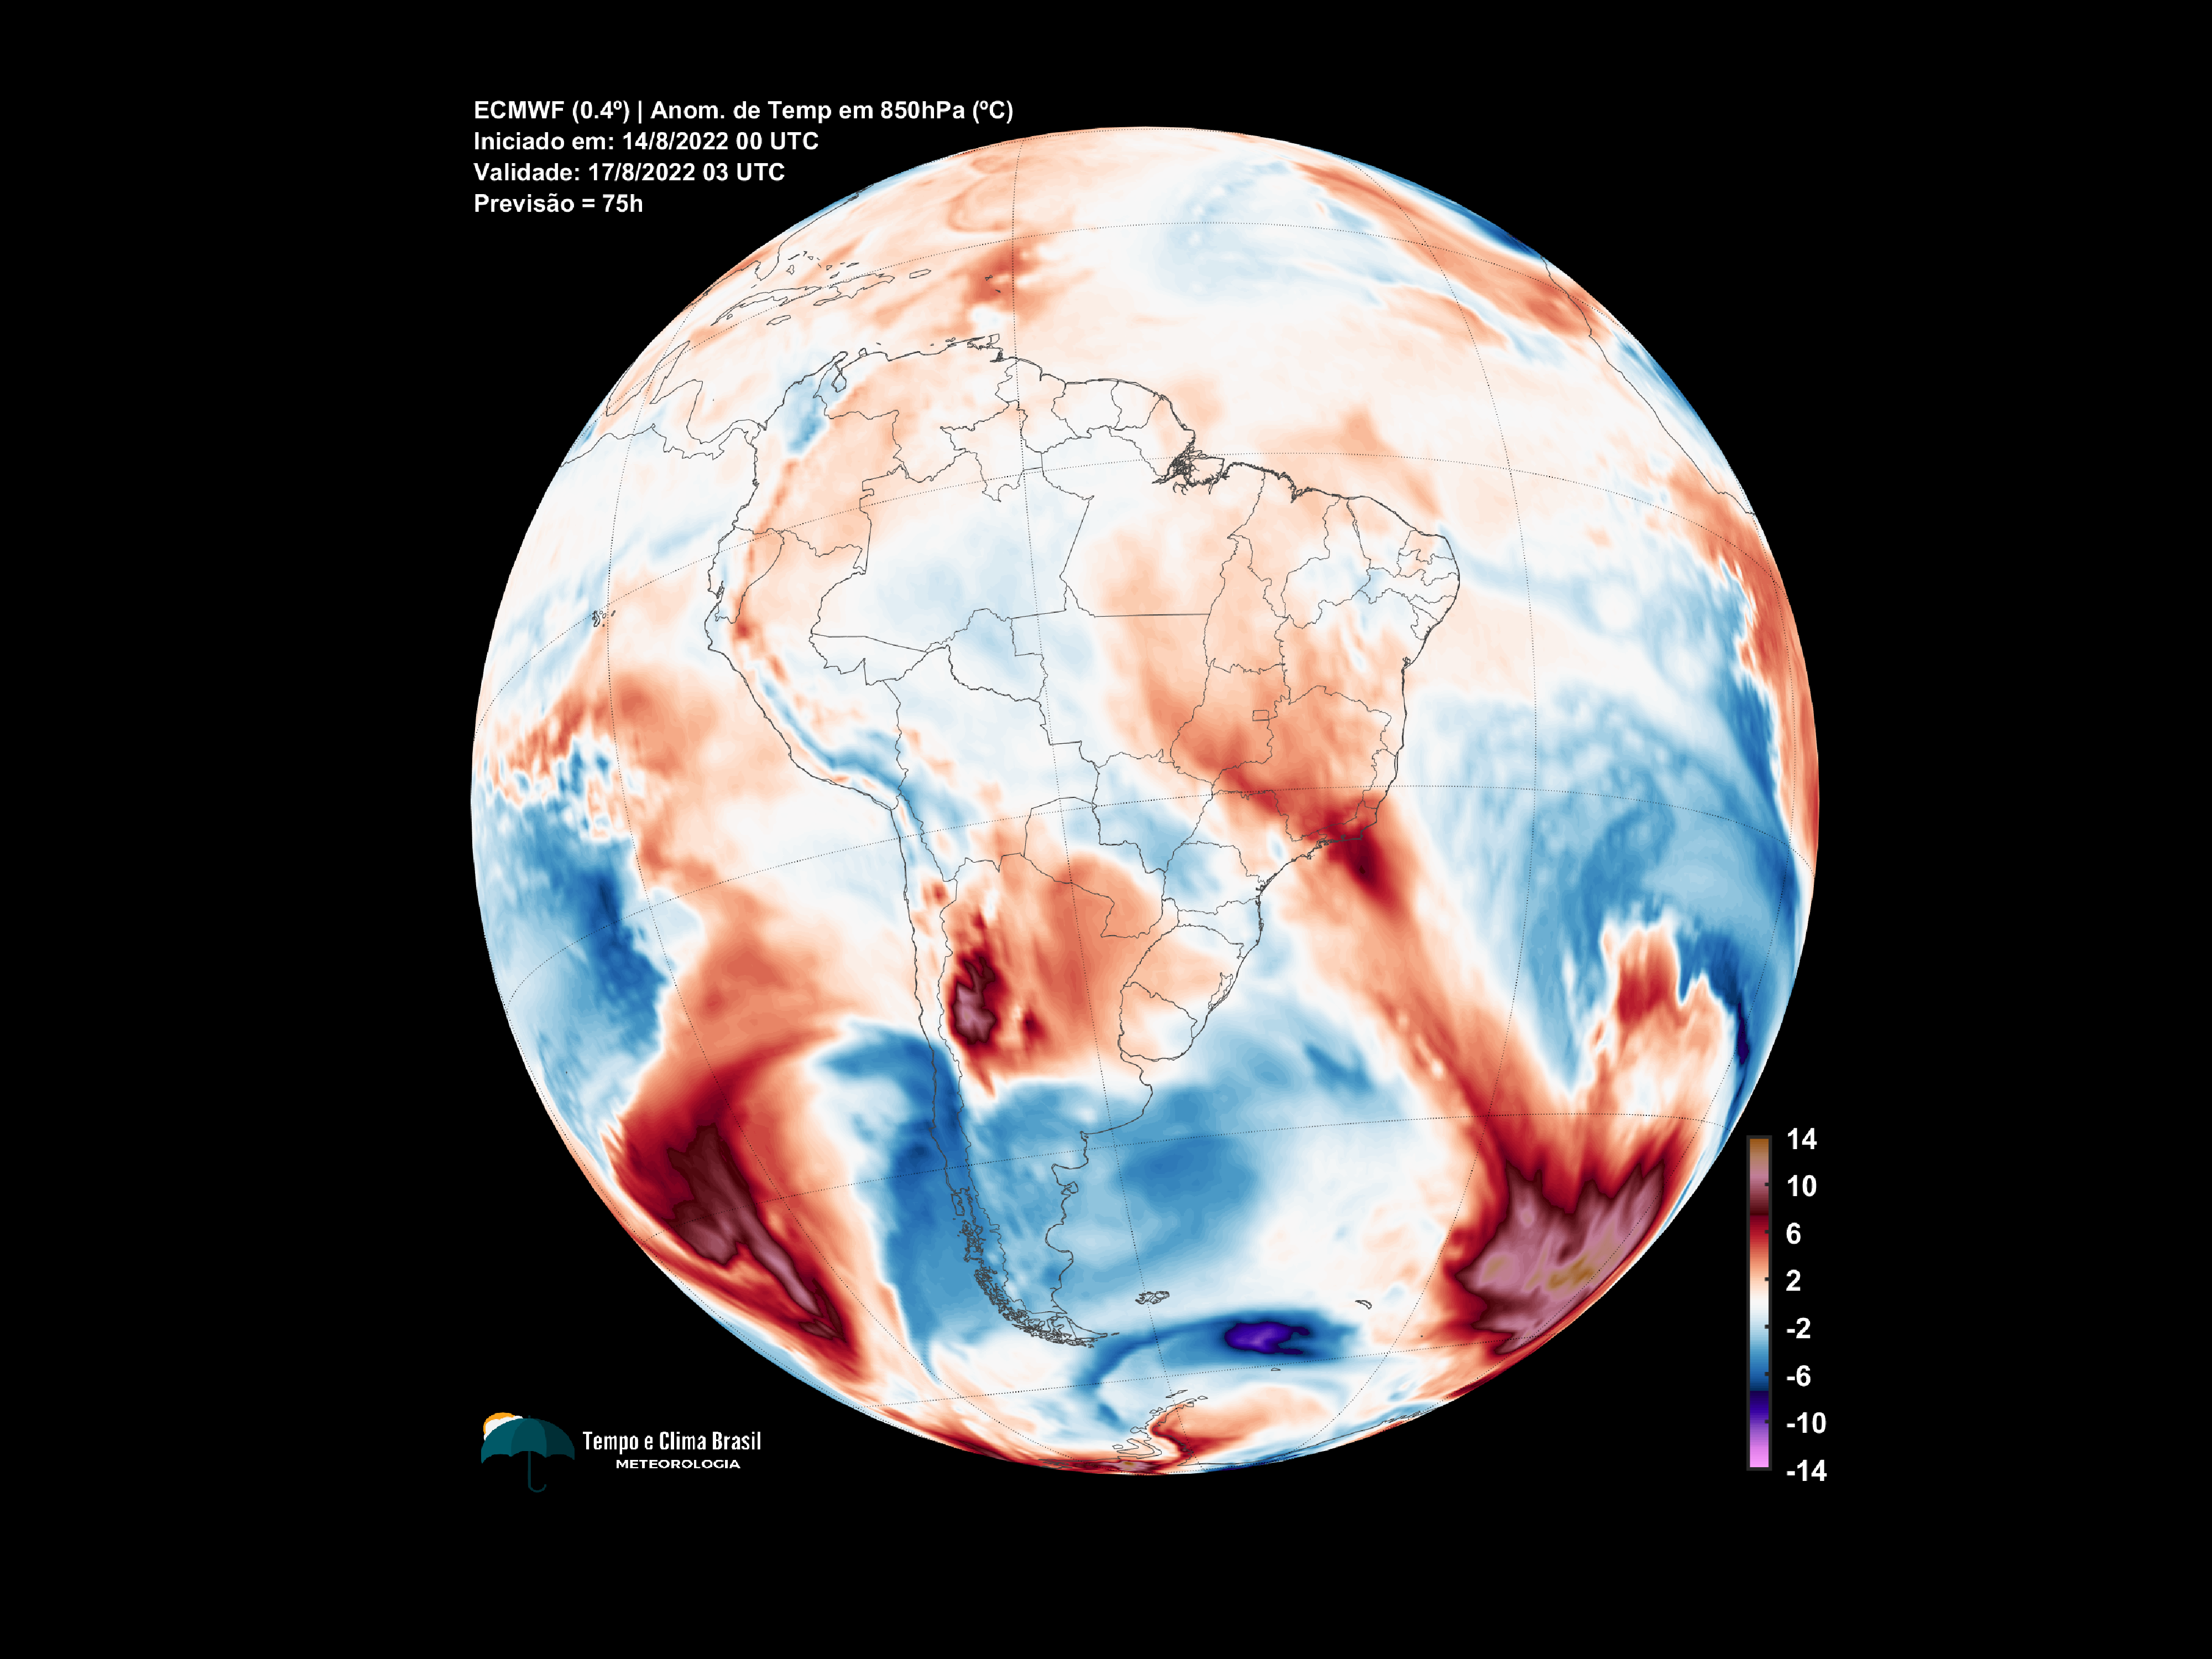 ECMWF (0.4º) | Anom. de Temp em 850hPa (ºC)
Iniciado em: 14/8/2022 00 UTC
Validade: 17/8/2022 03 UTC
Previsão = 75h
14
10
6
2
-2
-6
-10
-14
Tempo e Clima Brasil
METEOROLOGIA